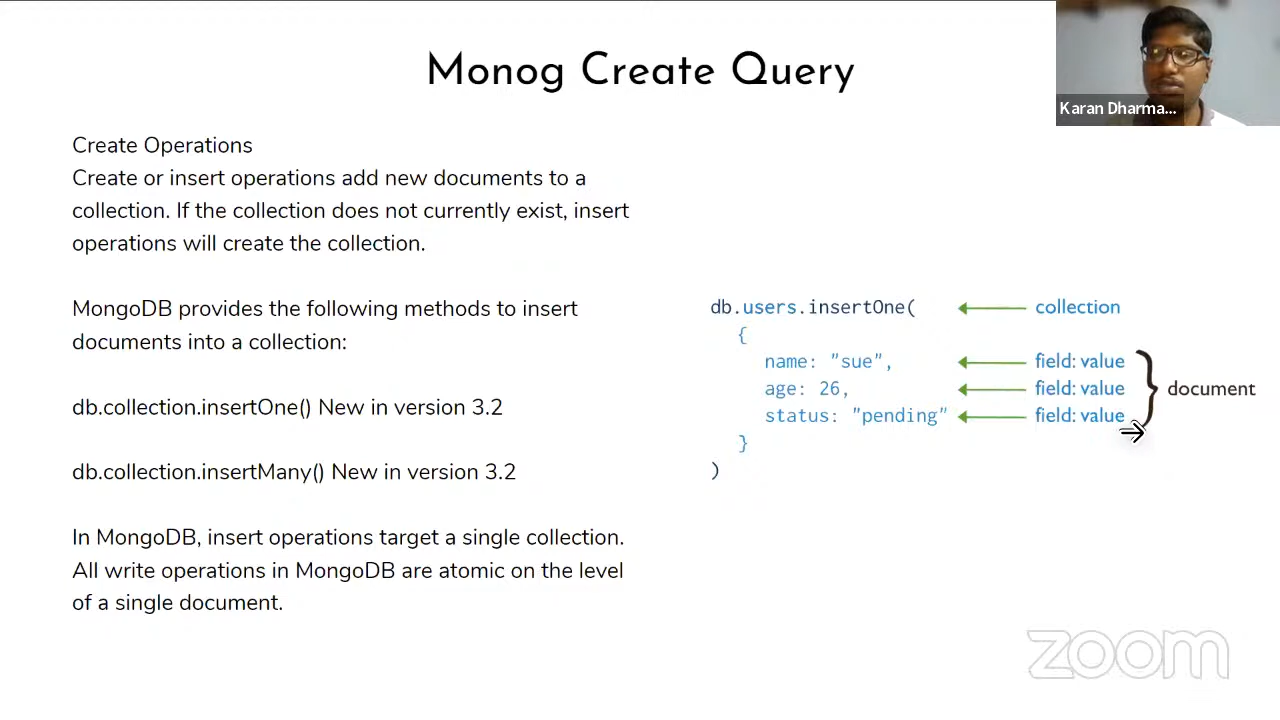 Monog Create Query
Karan Dharma...
Create Operations
Create or insert operations add new documents to a
collection. If the collection does not currently exist, insert
operations will create the collection.
MongoDB provides the following methods to insert
documents into a collection:
db.collection.insertOne() New in version 3.2
db.collection.insertMany() New in version 3.2
In MongoDB, insert operations target a single collection.
All write operations in MongoDB are atomic on the level
of a single document.
db.users.insertOne( collection
{
name: "sue", field: value
age: 26, field: value document
status: "pending" field: value
}
)
zoom